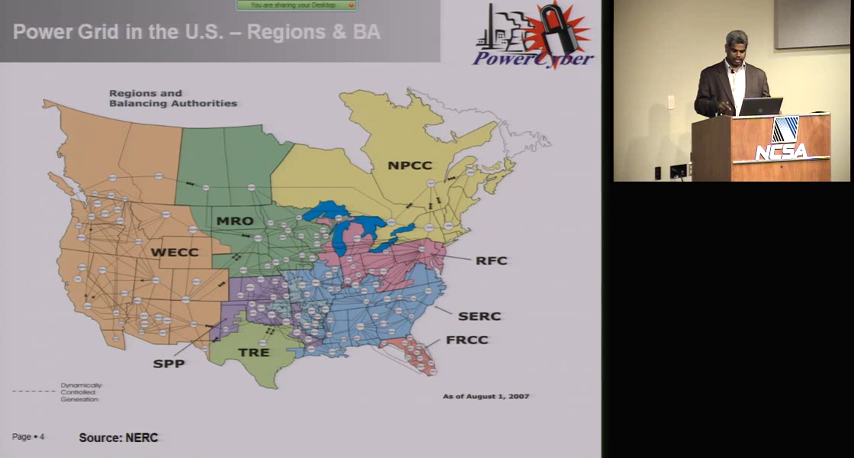 You are sharing your Desktop
Power Grid in the U.S. – Regions & BA
PowerCyber
Regions and
Balancing Authorities
NPCC
MRO
WECC
RFC
SERC
FRCC
SPP
TRE
Dynamically
Controlled
Generation
As of August 1, 2007
Page • 4
Source: NERC
NCSA